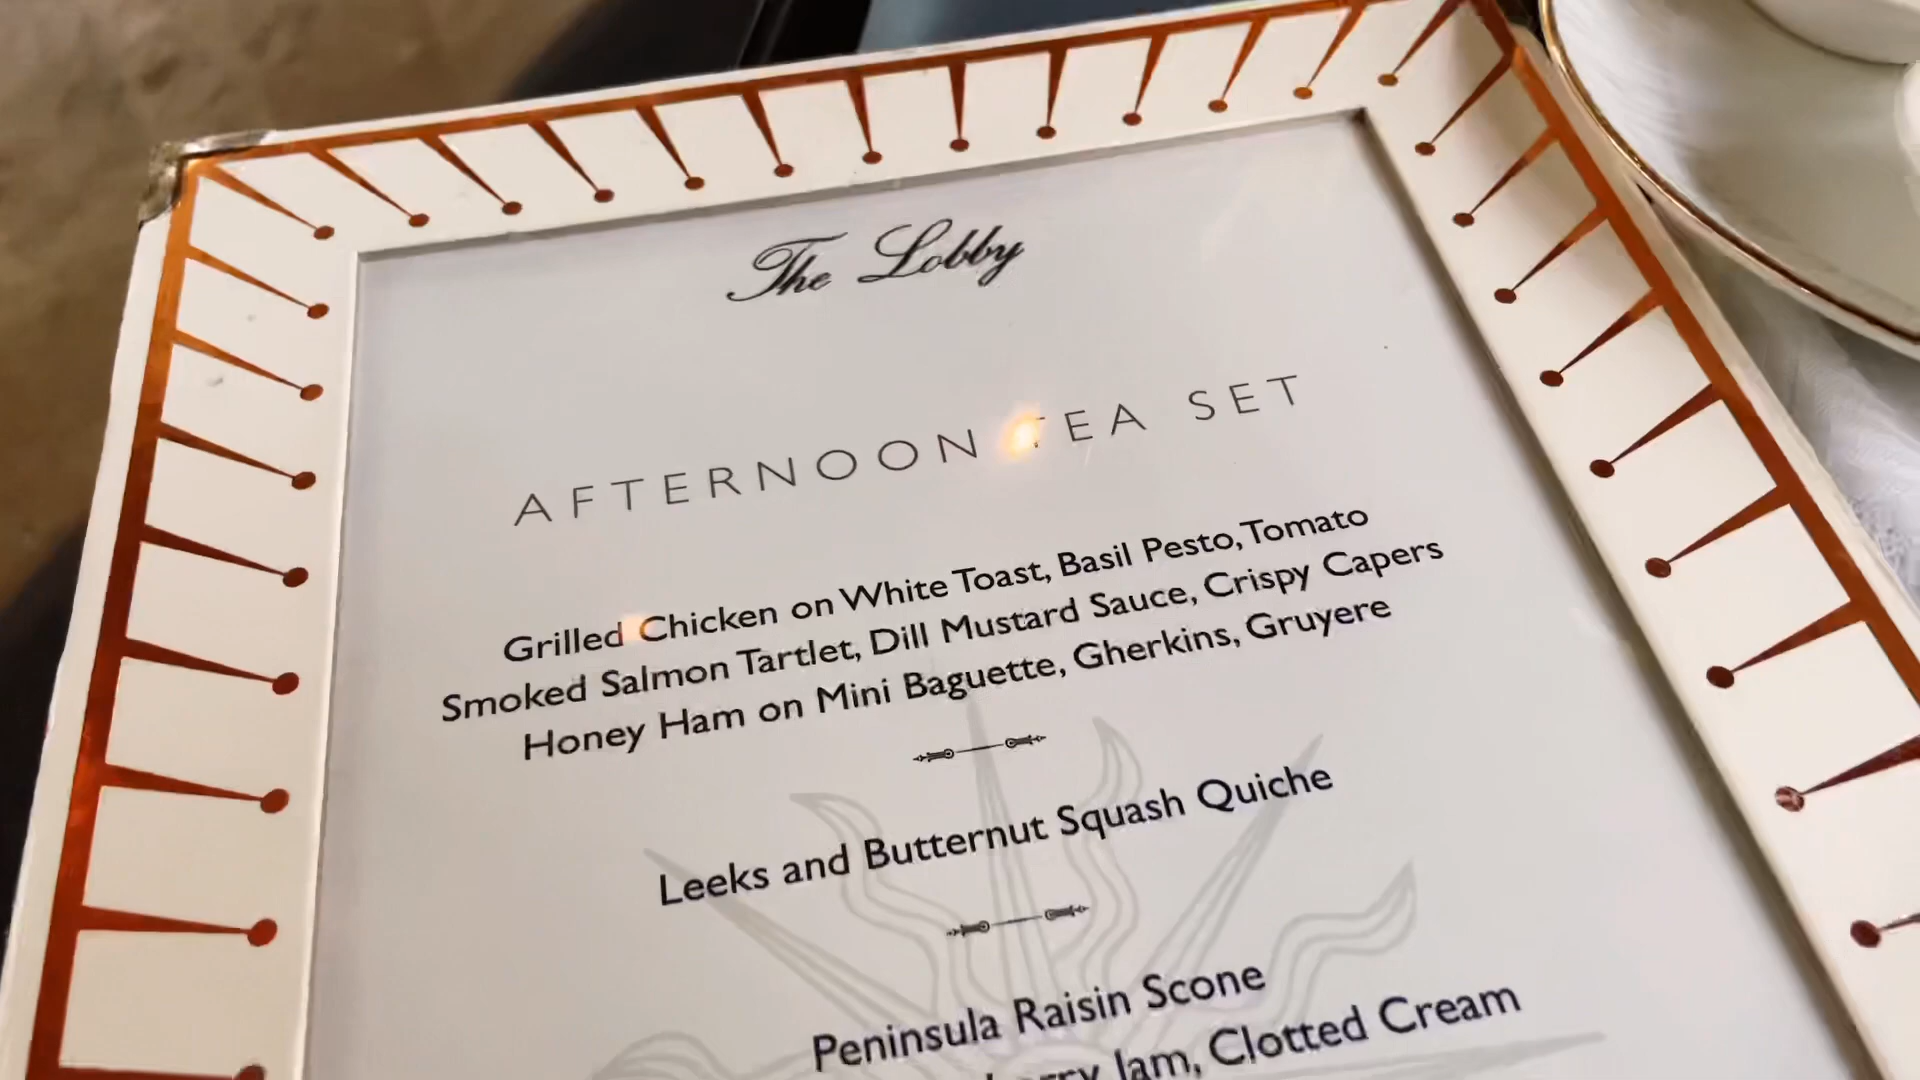 The Lobby
AFTERNOON TEA SET
Grilled Chicken on White Toast, Basil Pesto, Tomato
Smoked Salmon Tartlet, Dill Mustard Sauce, Crispy Capers
Honey Ham on Mini Baguette, Gherkins, Gruyere
Leeks and Butternut Squash Quiche
Peninsula Raisin Scone
Jam, Clotted Cream